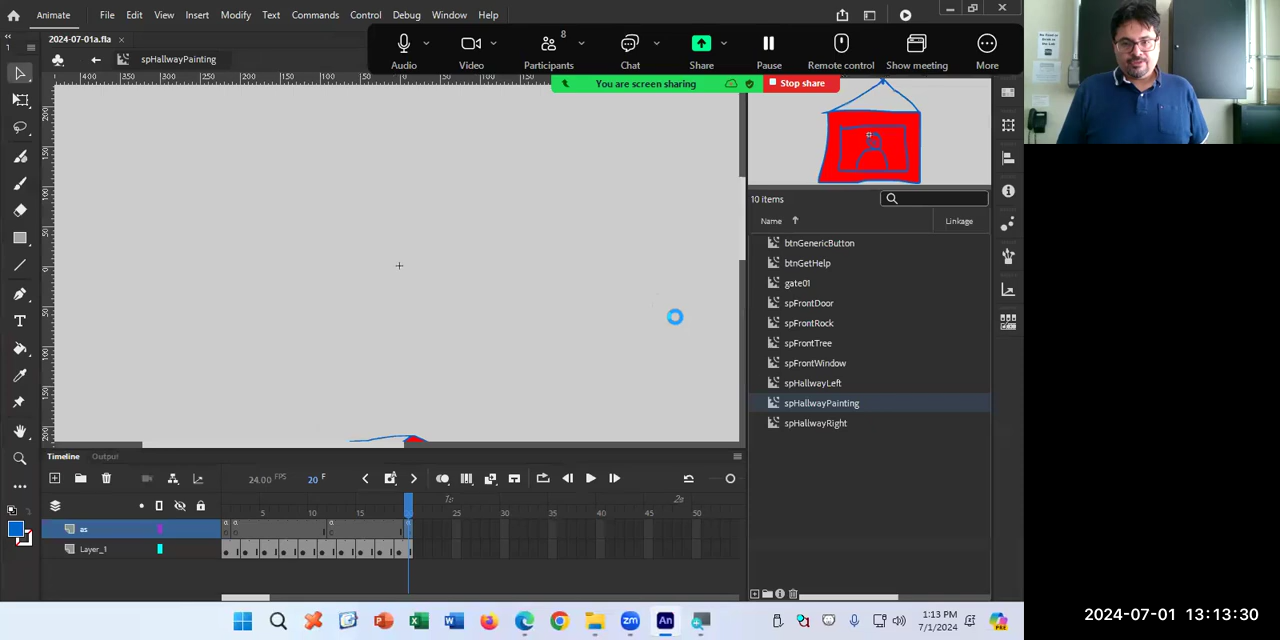 Animate File Edit View Insert Modify Text Commands Control Debug Window Help
2024-07-01a.fla ×
spHallwayPainting
Audio Video Participants 8 Chat Share Pause Remote control Show meeting More
You are screen sharing Stop share
10 items
Name Linkage
btnGenericButton
btnGetHelp
gate01
spFrontDoor
spFrontRock
spFrontTree
spFrontWindow
spHallwayLeft
spHallwayPainting
spHallwayRight
Timeline Output
24.00 FPS 20 F
1s 2s
5 10 15 25 30 35 40 45 50
as
Layer_1
1:13 PM
7/1/2024
2024-07-01 13:13:30